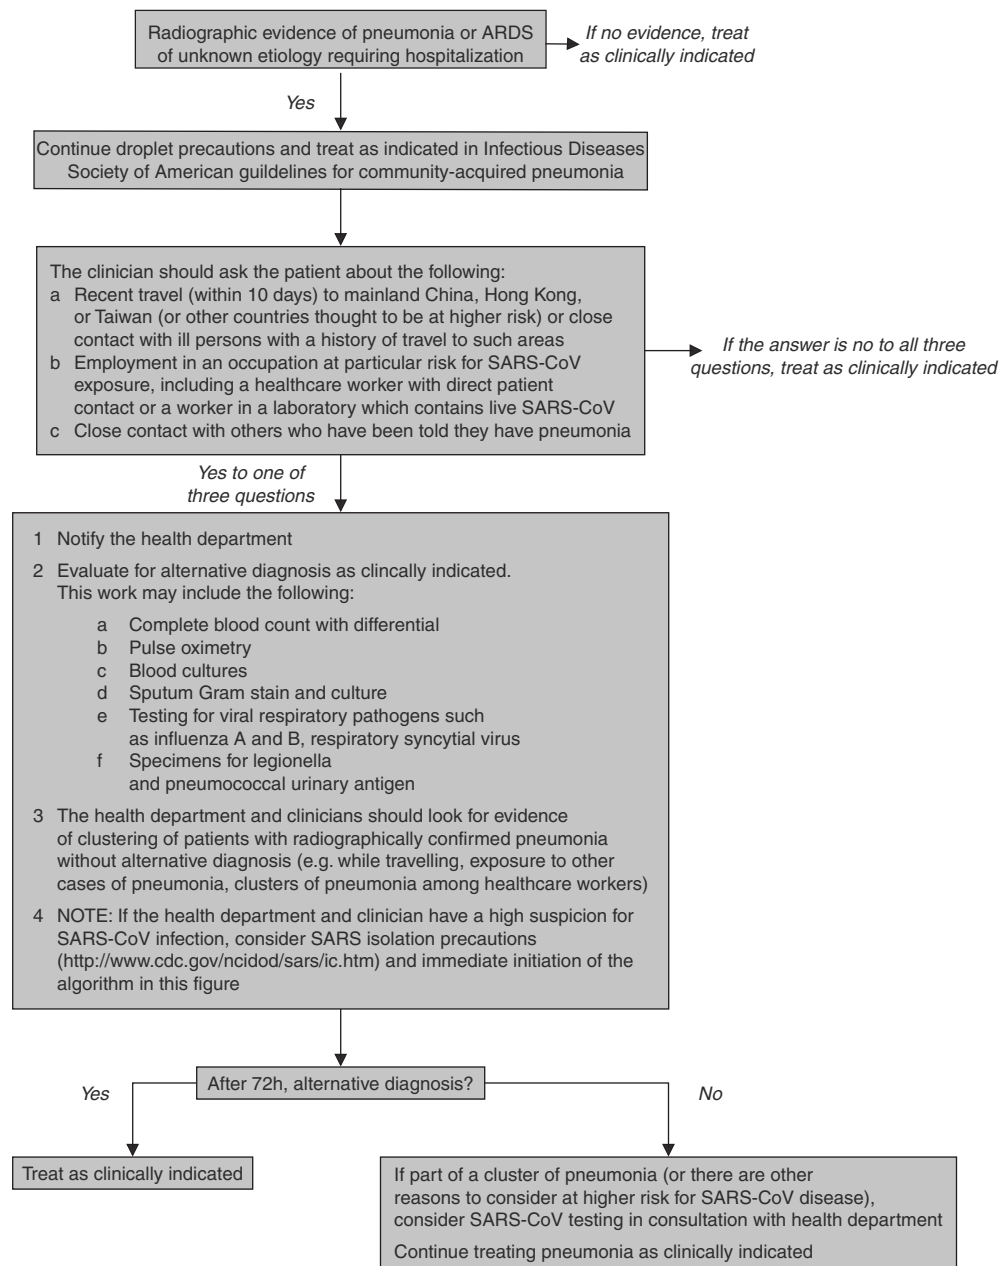 Radiographic evidence of pneumonia or ARDS
of unknown etiology requiring hospitalization
If no evidence, treat
as clinically indicated
Yes
Continue droplet precautions and treat as indicated in Infectious Diseases
Society of American guildelines for community-acquired pneumonia
The clinician should ask the patient about the following:
a Recent travel (within 10 days) to mainland China, Hong Kong,
or Taiwan (or other countries thought to be at higher risk) or close
contact with ill persons with a history of travel to such areas
b Employment in an occupation at particular risk for SARS-CoV
exposure, including a healthcare worker with direct patient
contact or a worker in a laboratory which contains live SARS-CoV
c Close contact with others who have been told they have pneumonia
If the answer is no to all three
questions, treat as clinically indicated
Yes to one of
three questions
1 Notify the health department
2 Evaluate for alternative diagnosis as clincally indicated.
This work may include the following:
a Complete blood count with differential
b Pulse oximetry
c Blood cultures
d Sputum Gram stain and culture
e Testing for viral respiratory pathogens such
as influenza A and B, respiratory syncytial virus
f Specimens for legionella
and pneumococcal urinary antigen
3 The health department and clinicians should look for evidence
of clustering of patients with radiographically confirmed pneumonia
without alternative diagnosis (e.g. while travelling, exposure to other
cases of pneumonia, clusters of pneumonia among healthcare workers)
4 NOTE: If the health department and clinician have a high suspicion for
SARS-CoV infection, consider SARS isolation precautions
(http://www.cdc.gov/ncidod/sars/ic.htm) and immediate initiation of the
algorithm in this figure
After 72h, alternative diagnosis?
Yes
No
Treat as clinically indicated
If part of a cluster of pneumonia (or there are other
reasons to consider at higher risk for SARS-CoV disease),
consider SARS-CoV testing in consultation with health department
Continue treating pneumonia as clinically indicated